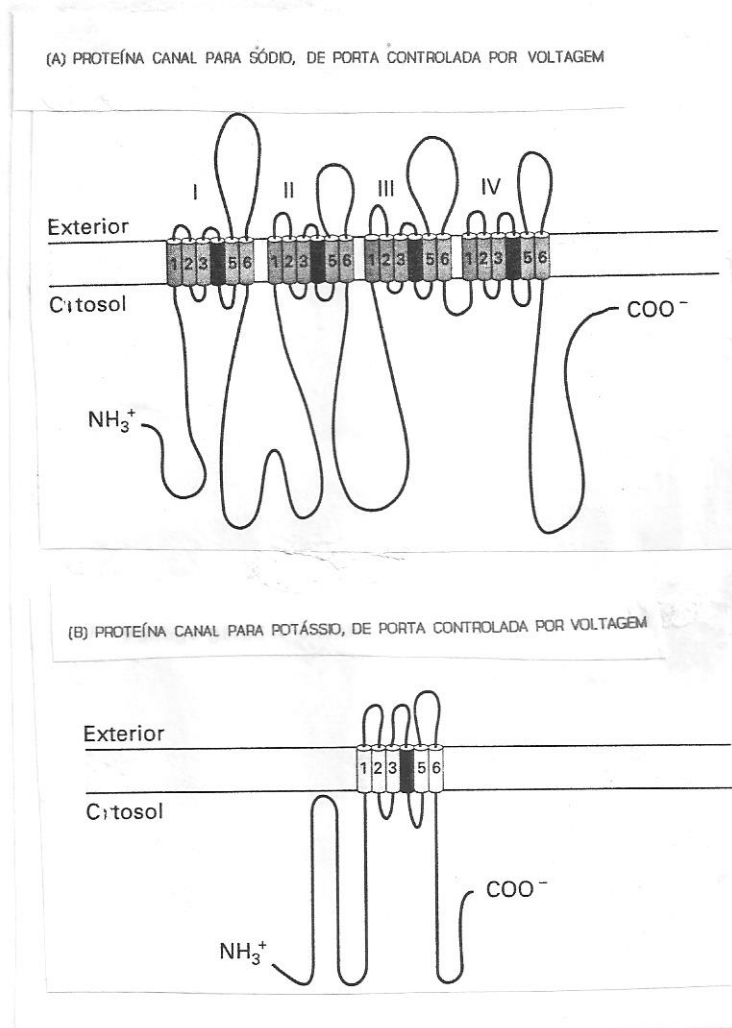 (A) PROTEÍNA CANAL PARA SÓDIO, DE PORTA CONTROLADA POR VOLTAGEM
I II III IV
Exterior
1 2 3 5 6 1 2 3 5 6 1 2 3 5 6 1 2 3 5 6
Citosol
COO⁻
NH₃⁺
(B) PROTEÍNA CANAL PARA POTÁSSIO, DE PORTA CONTROLADA POR VOLTAGEM
Exterior
1 2 3 5 6
Citosol
COO⁻
NH₃⁺